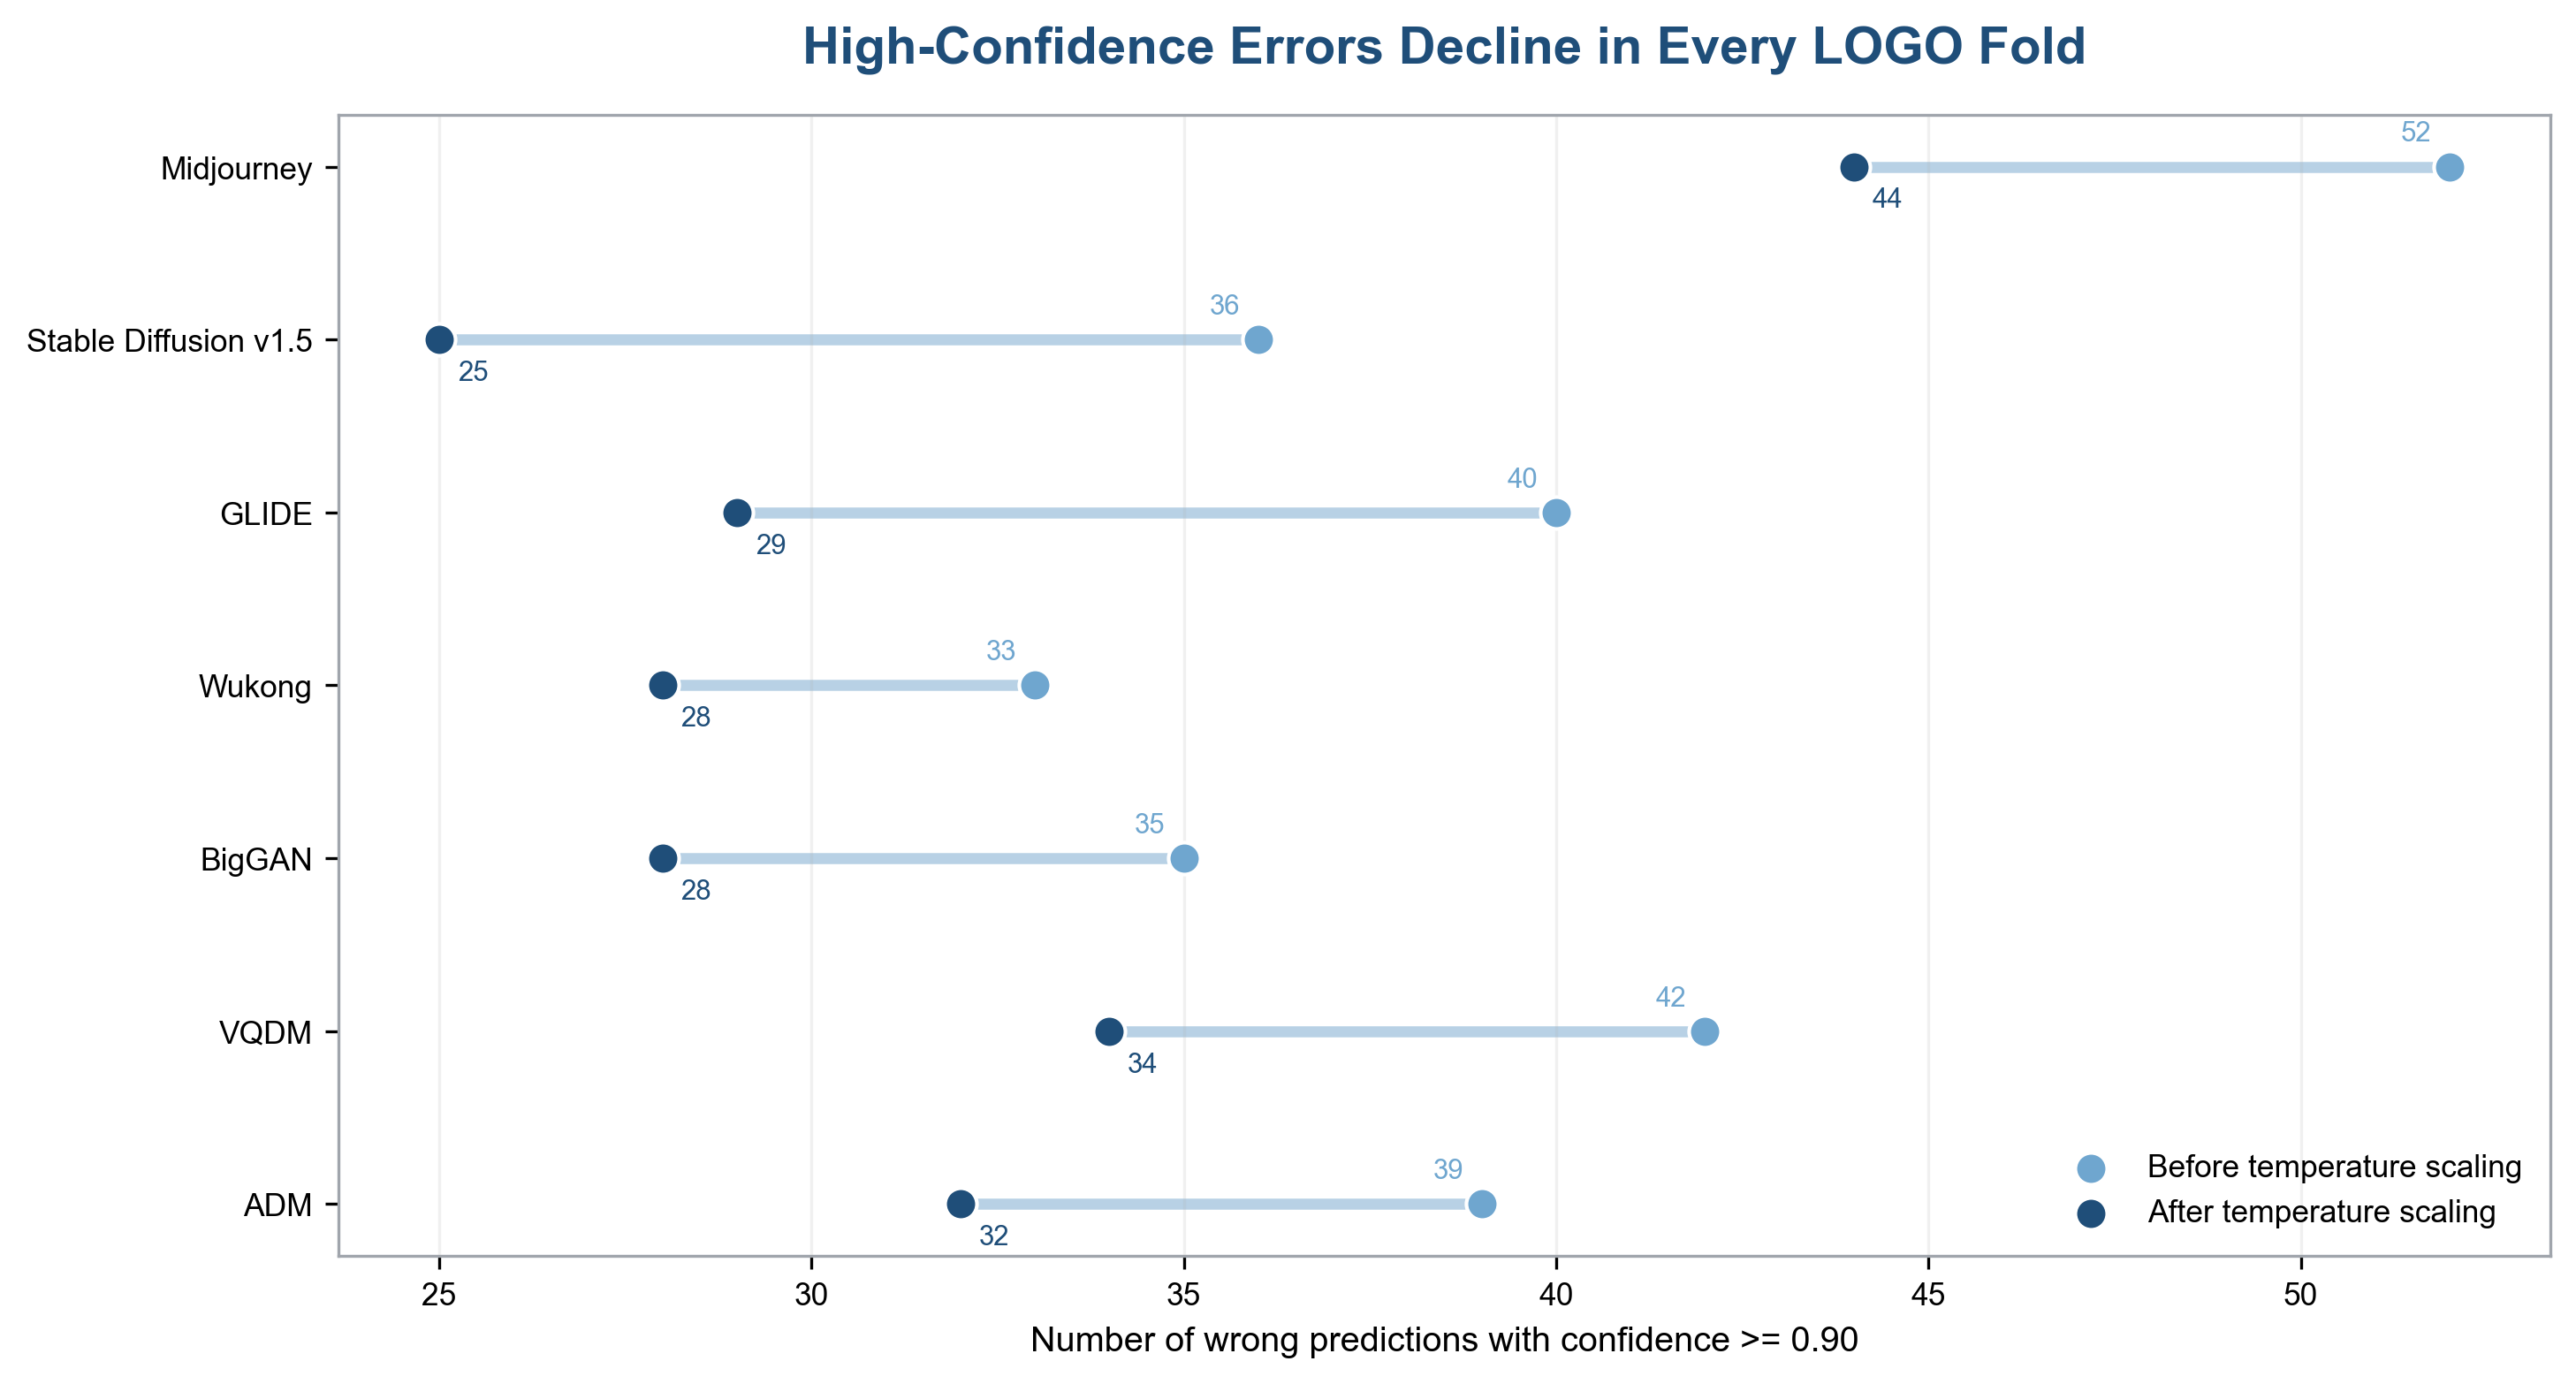 High-Confidence Errors Decline in Every LOGO Fold
52
Midjourney
44
36
Stable Diffusion v1.5
25
40
GLIDE
29
33
Wukong
28
35
BigGAN
28
42
VQDM
34
39
ADM
32
Before temperature scaling
After temperature scaling
25 30 35 40 45 50
Number of wrong predictions with confidence >= 0.90